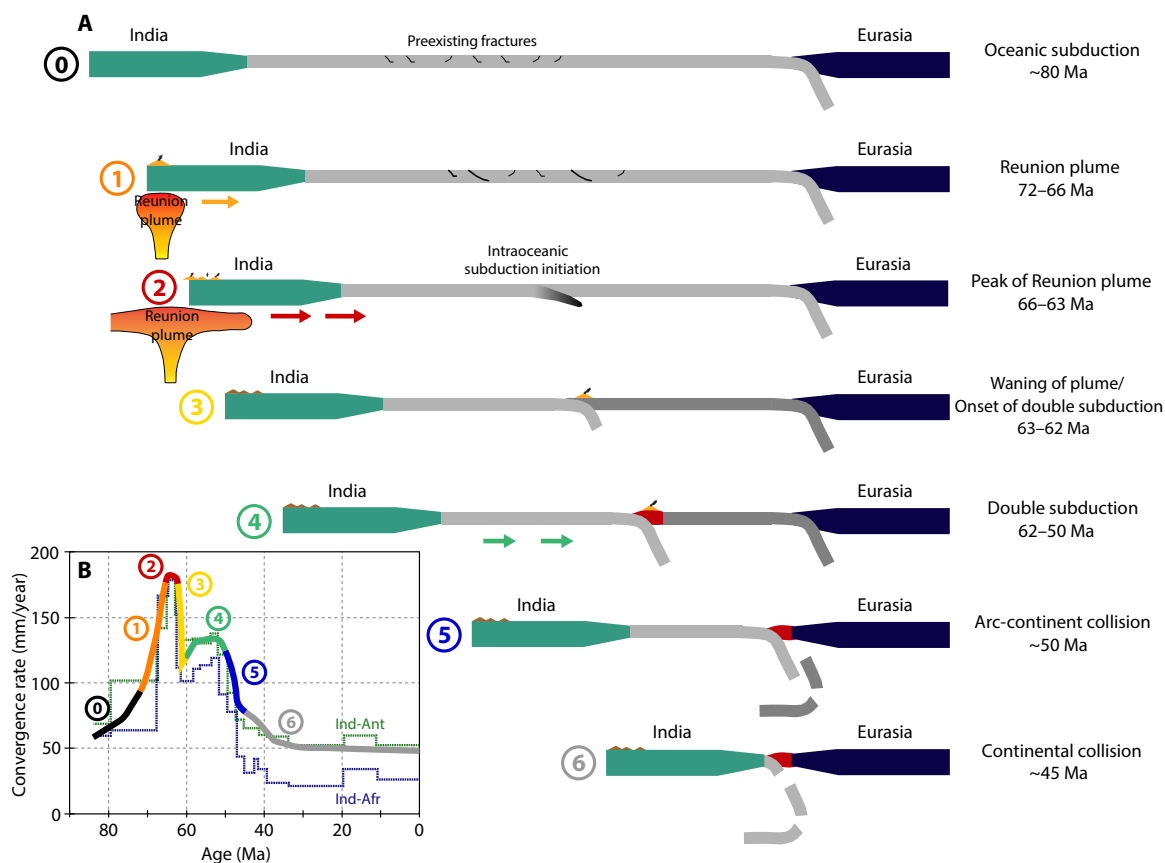 A
India
Preexisting fractures
Eurasia
Oceanic subduction
~80 Ma
0
India
Eurasia
Reunion plume
72–66 Ma
1
Reunion
plume
India
Intraoceanic
subduction initiation
Eurasia
Peak of Reunion plume
66–63 Ma
2
Reunion
plume
India
Eurasia
Waning of plume/
Onset of double subduction
63–62 Ma
3
India
Eurasia
Double subduction
62–50 Ma
4
India
Eurasia
Arc-continent collision
~50 Ma
5
India
Eurasia
Continental collision
~45 Ma
6
B
Convergence rate (mm/year)
200
150
100
50
0
80
60
40
20
0
Age (Ma)
0
1
2
3
4
5
6
Ind-Ant
Ind-Afr